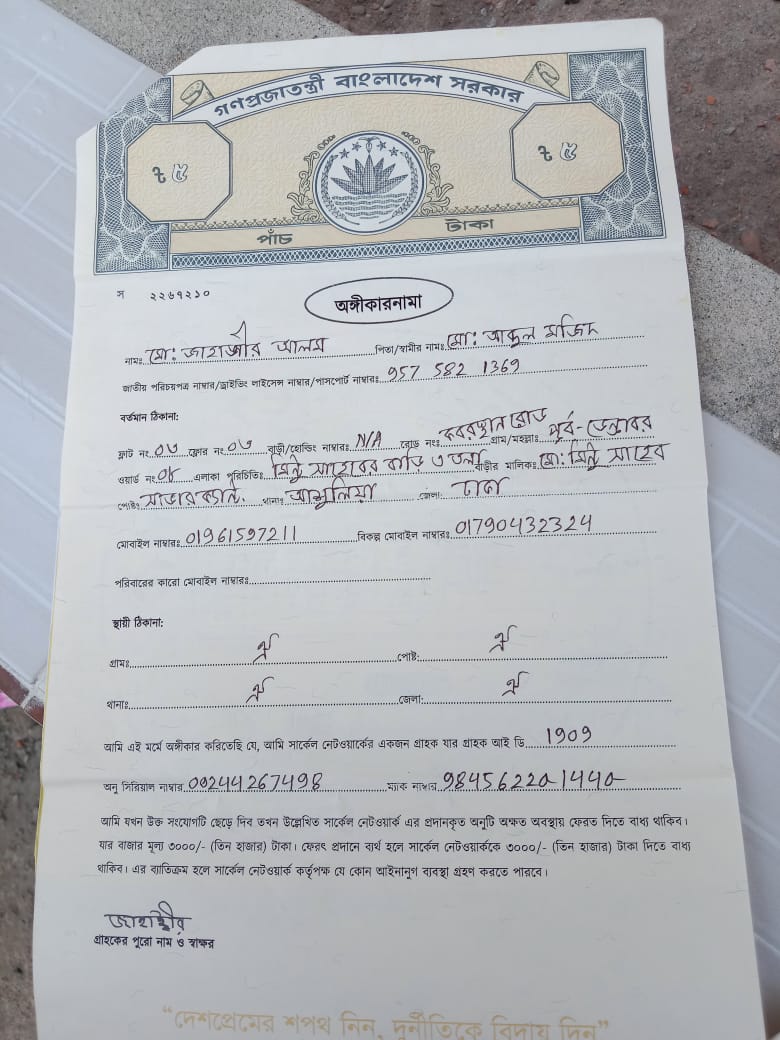 গণপ্রজাতন্ত্রী বাংলাদেশ সরকার
৳ ৫ ৳ ৫
পাঁচ টাকা
স ২২৬৭২১০
অঙ্গীকারনামা
নামঃ মো: জাহাঙ্গীর আলম পিতা/স্বামীর নামঃ মো: আব্দুল মজিদ
জাতীয় পরিচয়পত্র নাম্বার/ড্রাইভিং লাইসেন্স নাম্বার/পাসপোর্ট নাম্বারঃ 957 582 1369
বর্তমান ঠিকানা:
ফ্লাট নং ০৩ ফ্লোর নং ০৩ বাড়ী/হোল্ডিং নাম্বারঃ N/A রোড নংঃ কবরস্থান রোড গ্রাম/মহল্লাঃ পূর্ব-ডেন্ডাবর
ওয়ার্ড নং ০৪ এলাকা পরিচিতিঃ মিন্টু সাহেবের বাড়ি ৩ তলা বাড়ীর মালিকঃ মো: মিন্টু সাহেব
পোষ্টঃ সাভার ক্যান্ট. থানাঃ আশুলিয়া জেলা: ঢাকা
মোবাইল নাম্বারঃ 01961597211 বিকল্প মোবাইল নাম্বারঃ 01790432324
পরিবারের কারো মোবাইল নাম্বারঃ
স্থায়ী ঠিকানা:
গ্রামঃ ঐ পোষ্ট: ঐ
থানাঃ ঐ জেলা: ঐ
আমি এই মর্মে অঙ্গীকার করিতেছি যে, আমি সার্কেল নেটওয়ার্কের একজন গ্রাহক যার গ্রাহক আই ডি 1909
অনু সিরিয়াল নাম্বার 00244267498 ম্যাক নাম্বার 9845622a1440
আমি যখন উক্ত সংযোগটি ছেড়ে দিব তখন উল্লেখিত সার্কেল নেটওয়ার্ক এর প্রদানকৃত অনুটি অক্ষত অবস্থায় ফেরত দিতে বাধ্য থাকিব।
যার বাজার মূল্য ৩০০০/- (তিন হাজার) টাকা। ফেরৎ প্রদানে ব্যর্থ হলে সার্কেল নেটওয়ার্ককে ৩০০০/- (তিন হাজার) টাকা দিতে বাধ্য
থাকিব। এর ব্যতিক্রম হলে সার্কেল নেটওয়ার্ক কর্তৃপক্ষ যে কোন আইনানুগ ব্যবস্থা গ্রহণ করতে পারবে।
জাহাঙ্গীর
গ্রাহকের পুরো নাম ও স্বাক্ষর
“দেশপ্রেমের শপথ নিন, দুর্নীতিকে বিদায় দিন”